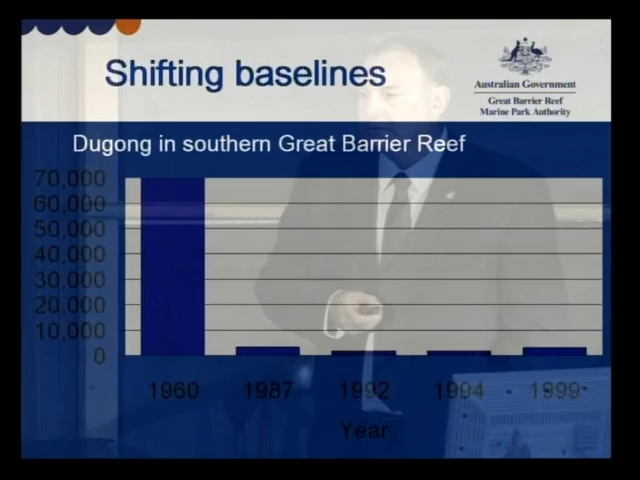 Shifting baselines
Australian Government
Great Barrier Reef
Marine Park Authority
Dugong in southern Great Barrier Reef
70,000
60,000
50,000
40,000
30,000
20,000
10,000
0
1960 1987 1992 1994 1999
Year